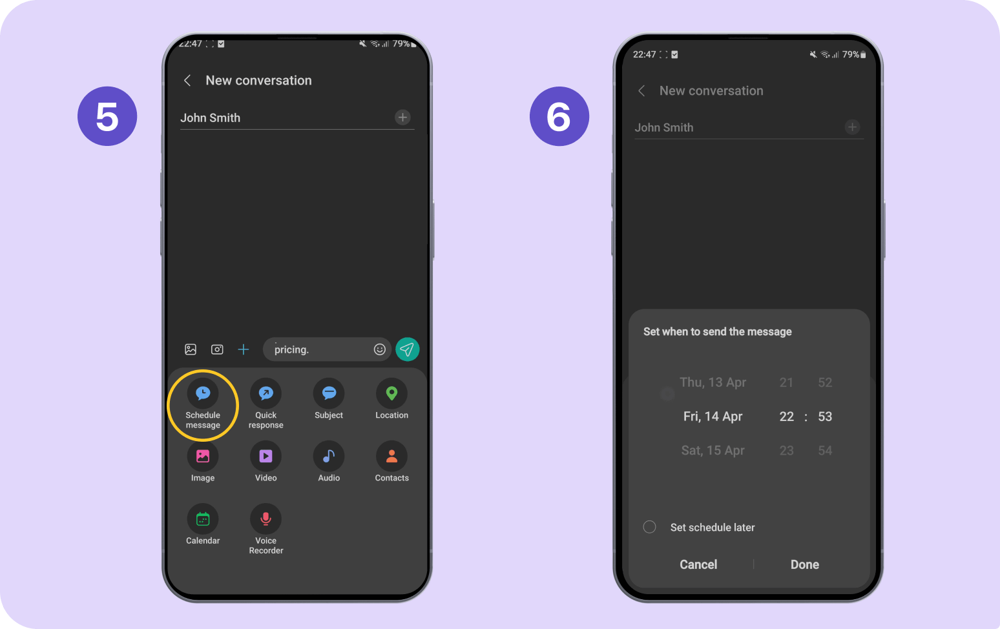 5
22:47
79%
New conversation
John Smith
pricing.
Schedule
message
Quick
response
Subject
Location
Image
Video
Audio
Contacts
Calendar
Voice
Recorder
6
22:47
79%
New conversation
John Smith
Set when to send the message
Thu, 13 Apr 21 52
Fri, 14 Apr 22 : 53
Sat, 15 Apr 23 54
Set schedule later
Cancel
Done